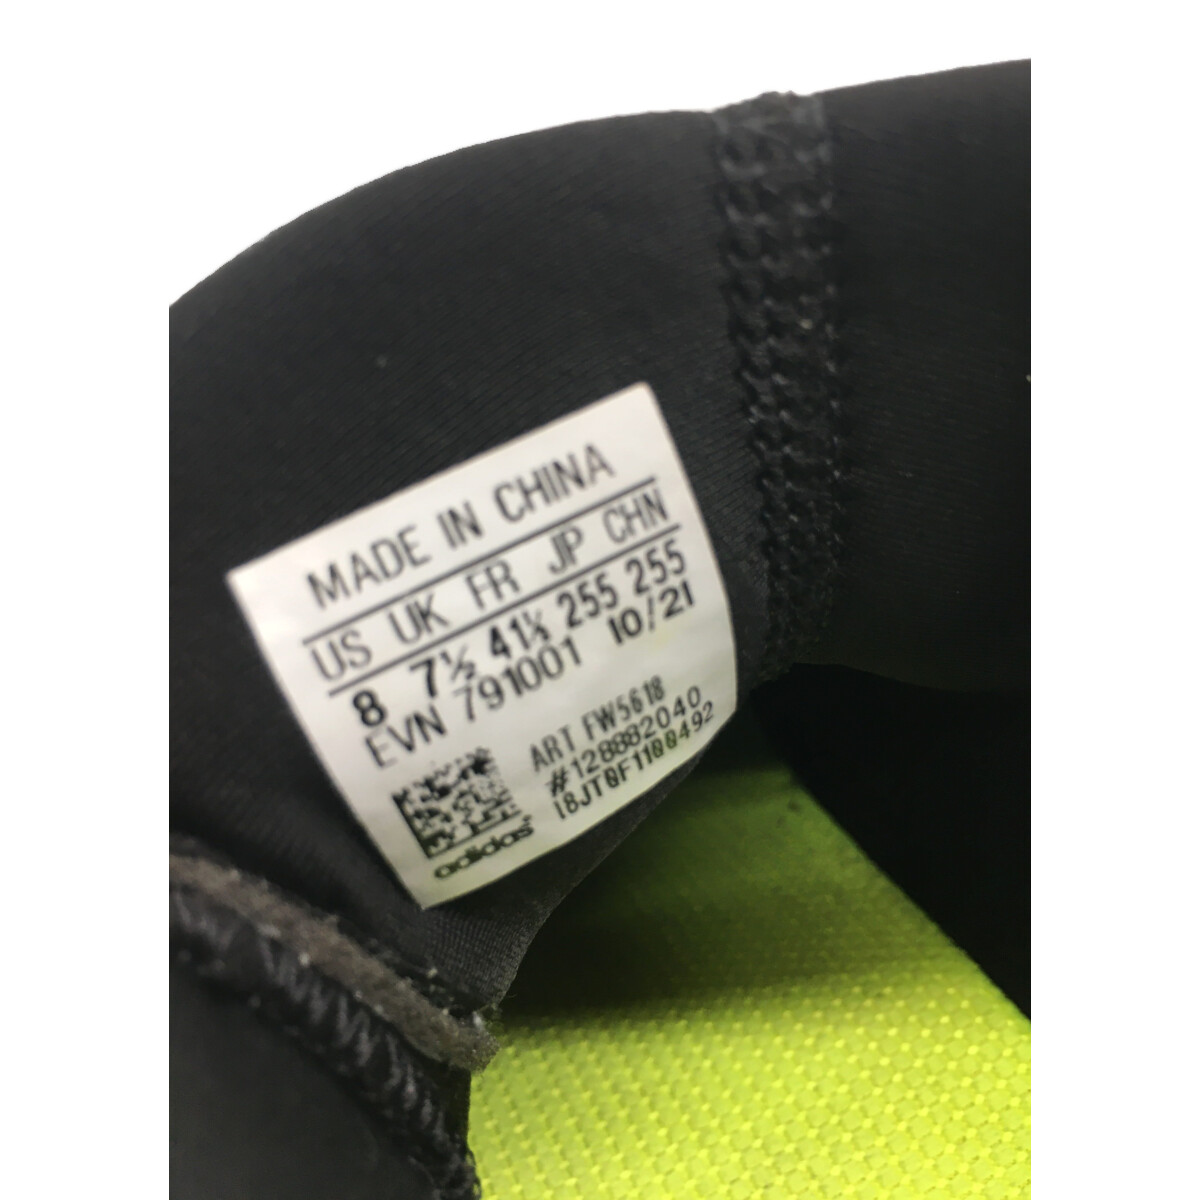 MADE IN CHINA
US UK FR JP CHN
8 7½ 41⅓ 255 255
EVN 791001 10/21
ART FW5618
#128882040
I8JT0F1100492
adidas